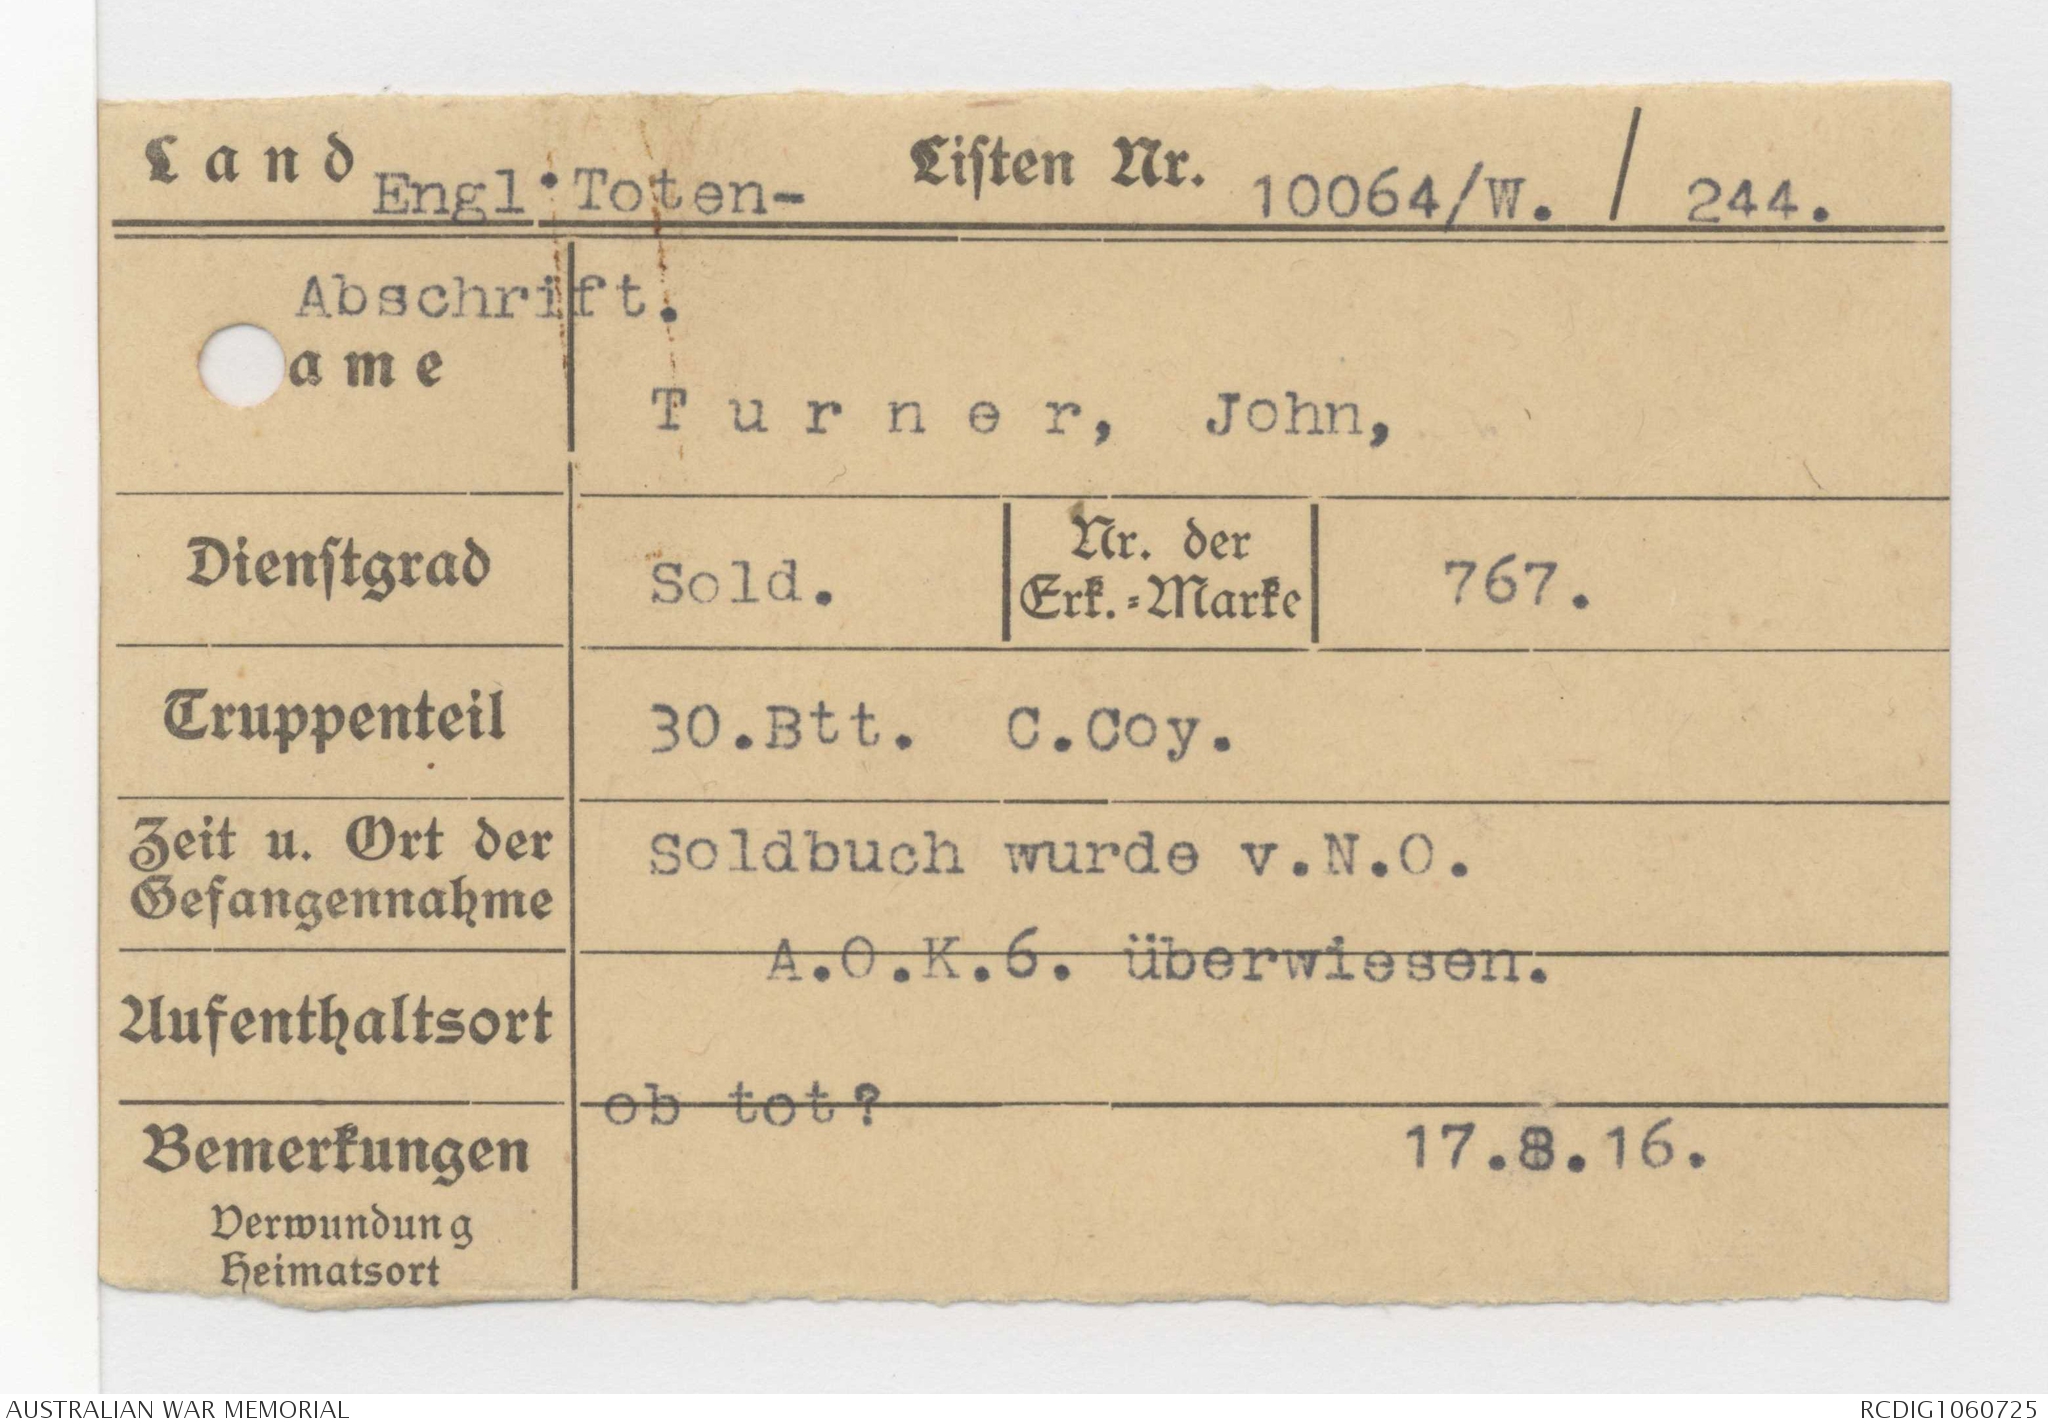 Land Engl. Toten- Listen Nr. 10064/W. / 244.
Abschrift.
ame
T u r n e r, John,
Dienstgrad Sold. Nr. der Erk.-Marke 767.
Truppenteil 30.Btt. C.Coy.
Zeit u. Ort der Soldbuch wurde v.N.O.
Gefangennahme
A.O.K.6. überwiesen.
Aufenthaltsort
ob tot?
Bemerkungen 17.8.16.
Verwundung
Heimatsort
AUSTRALIAN WAR MEMORIAL RCDIG1060725